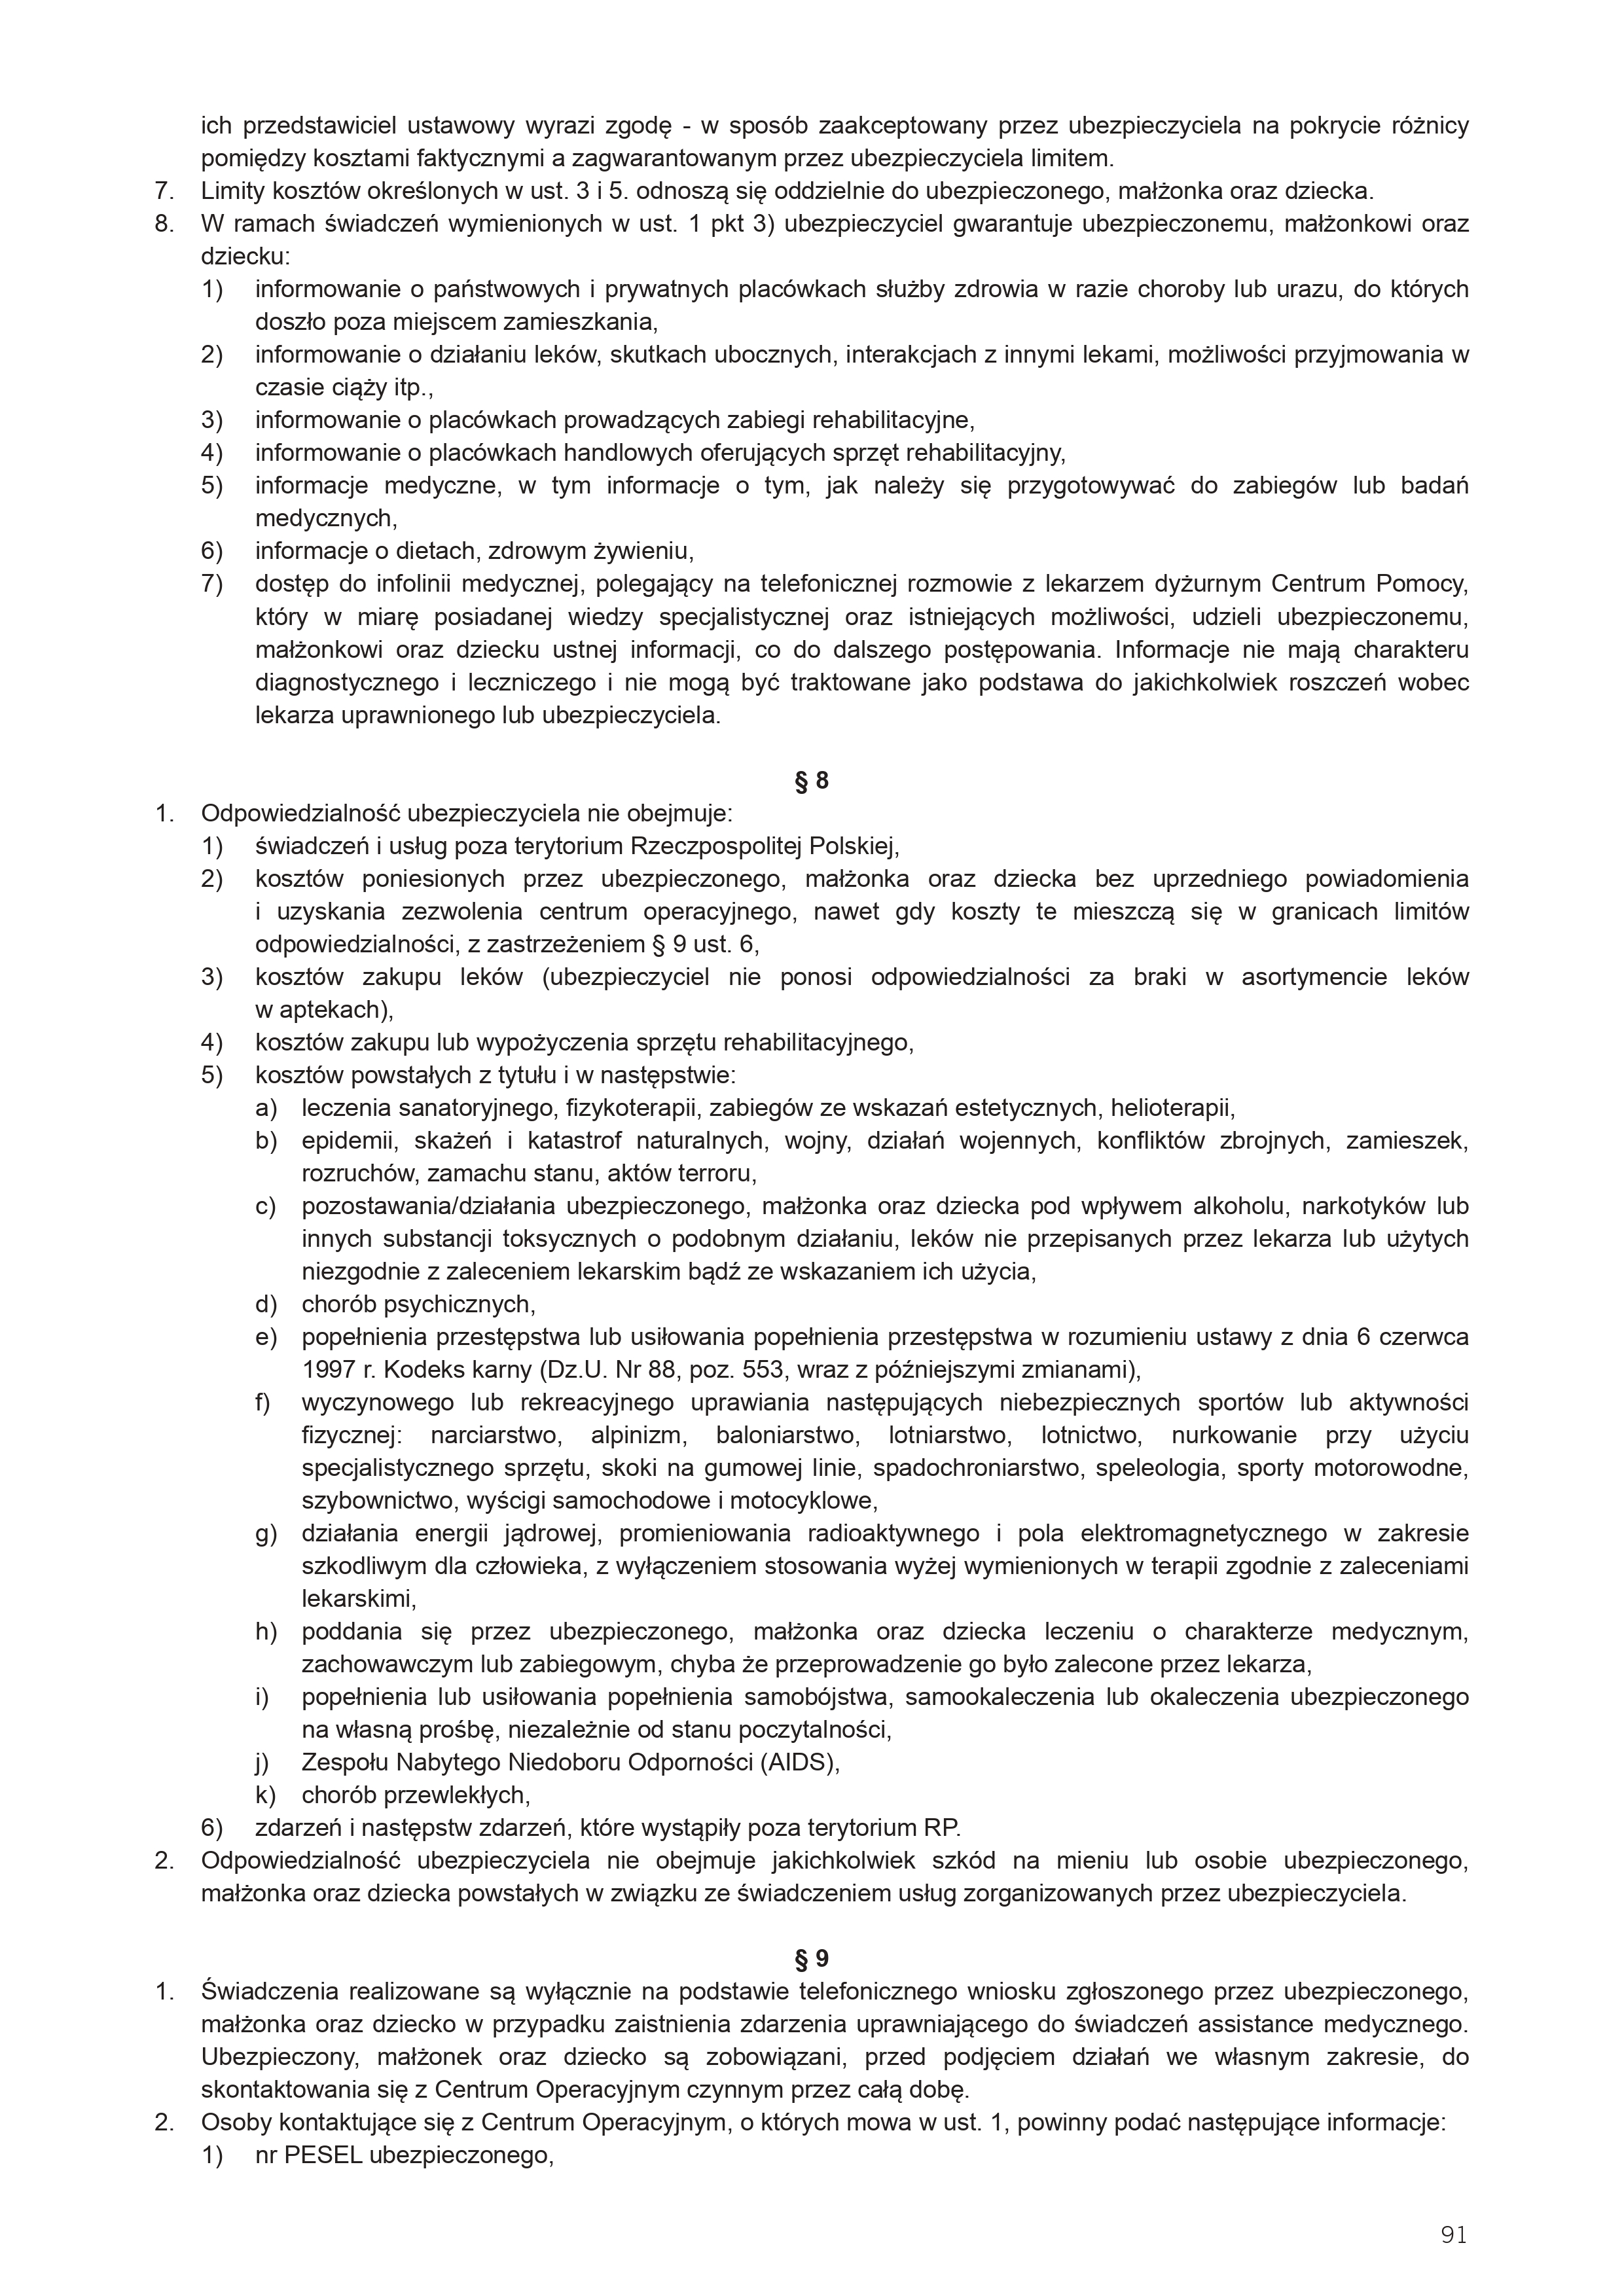 ich przedstawiciel ustawowy wyrazi zgodę - w sposób zaakceptowany przez ubezpieczyciela na pokrycie różnicy
pomiędzy kosztami faktycznymi a zagwarantowanym przez ubezpieczyciela limitem.
7. Limity kosztów określonych w ust. 3 i 5. odnoszą się oddzielnie do ubezpieczonego, małżonka oraz dziecka.
8. W ramach świadczeń wymienionych w ust. 1 pkt 3) ubezpieczyciel gwarantuje ubezpieczonemu, małżonkowi oraz
dziecku:
1) informowanie o państwowych i prywatnych placówkach służby zdrowia w razie choroby lub urazu, do których
doszło poza miejscem zamieszkania,
2) informowanie o działaniu leków, skutkach ubocznych, interakcjach z innymi lekami, możliwości przyjmowania w
czasie ciąży itp.,
3) informowanie o placówkach prowadzących zabiegi rehabilitacyjne,
4) informowanie o placówkach handlowych oferujących sprzęt rehabilitacyjny,
5) informacje medyczne, w tym informacje o tym, jak należy się przygotowywać do zabiegów lub badań
medycznych,
6) informacje o dietach, zdrowym żywieniu,
7) dostęp do infolinii medycznej, polegający na telefonicznej rozmowie z lekarzem dyżurnym Centrum Pomocy,
który w miarę posiadanej wiedzy specjalistycznej oraz istniejących możliwości, udzieli ubezpieczonemu,
małżonkowi oraz dziecku ustnej informacji, co do dalszego postępowania. Informacje nie mają charakteru
diagnostycznego i leczniczego i nie mogą być traktowane jako podstawa do jakichkolwiek roszczeń wobec
lekarza uprawnionego lub ubezpieczyciela.
§ 8
1. Odpowiedzialność ubezpieczyciela nie obejmuje:
1) świadczeń i usług poza terytorium Rzeczpospolitej Polskiej,
2) kosztów poniesionych przez ubezpieczonego, małżonka oraz dziecka bez uprzedniego powiadomienia
i uzyskania zezwolenia centrum operacyjnego, nawet gdy koszty te mieszczą się w granicach limitów
odpowiedzialności, z zastrzeżeniem § 9 ust. 6,
3) kosztów zakupu leków (ubezpieczyciel nie ponosi odpowiedzialności za braki w asortymencie leków
w aptekach),
4) kosztów zakupu lub wypożyczenia sprzętu rehabilitacyjnego,
5) kosztów powstałych z tytułu i w następstwie:
a) leczenia sanatoryjnego, fizykoterapii, zabiegów ze wskazań estetycznych, helioterapii,
b) epidemii, skażeń i katastrof naturalnych, wojny, działań wojennych, konfliktów zbrojnych, zamieszek,
rozruchów, zamachu stanu, aktów terroru,
c) pozostawania/działania ubezpieczonego, małżonka oraz dziecka pod wpływem alkoholu, narkotyków lub
innych substancji toksycznych o podobnym działaniu, leków nie przepisanych przez lekarza lub użytych
niezgodnie z zaleceniem lekarskim bądź ze wskazaniem ich użycia,
d) chorób psychicznych,
e) popełnienia przestępstwa lub usiłowania popełnienia przestępstwa w rozumieniu ustawy z dnia 6 czerwca
1997 r. Kodeks karny (Dz.U. Nr 88, poz. 553, wraz z późniejszymi zmianami),
f) wyczynowego lub rekreacyjnego uprawiania następujących niebezpiecznych sportów lub aktywności
fizycznej: narciarstwo, alpinizm, baloniarstwo, lotniarstwo, lotnictwo, nurkowanie przy użyciu
specjalistycznego sprzętu, skoki na gumowej linie, spadochroniarstwo, speleologia, sporty motorowodne,
szybownictwo, wyścigi samochodowe i motocyklowe,
g) działania energii jądrowej, promieniowania radioaktywnego i pola elektromagnetycznego w zakresie
szkodliwym dla człowieka, z wyłączeniem stosowania wyżej wymienionych w terapii zgodnie z zaleceniami
lekarskimi,
h) poddania się przez ubezpieczonego, małżonka oraz dziecka leczeniu o charakterze medycznym,
zachowawczym lub zabiegowym, chyba że przeprowadzenie go było zalecone przez lekarza,
i) popełnienia lub usiłowania popełnienia samobójstwa, samookaleczenia lub okaleczenia ubezpieczonego
na własną prośbę, niezależnie od stanu poczytalności,
j) Zespołu Nabytego Niedoboru Odporności (AIDS),
k) chorób przewlekłych,
6) zdarzeń i następstw zdarzeń, które wystąpiły poza terytorium RP.
2. Odpowiedzialność ubezpieczyciela nie obejmuje jakichkolwiek szkód na mieniu lub osobie ubezpieczonego,
małżonka oraz dziecka powstałych w związku ze świadczeniem usług zorganizowanych przez ubezpieczyciela.
§ 9
1. Świadczenia realizowane są wyłącznie na podstawie telefonicznego wniosku zgłoszonego przez ubezpieczonego,
małżonka oraz dziecko w przypadku zaistnienia zdarzenia uprawniającego do świadczeń assistance medycznego.
Ubezpieczony, małżonek oraz dziecko są zobowiązani, przed podjęciem działań we własnym zakresie, do
skontaktowania się z Centrum Operacyjnym czynnym przez całą dobę.
2. Osoby kontaktujące się z Centrum Operacyjnym, o których mowa w ust. 1, powinny podać następujące informacje:
1) nr PESEL ubezpieczonego,
91